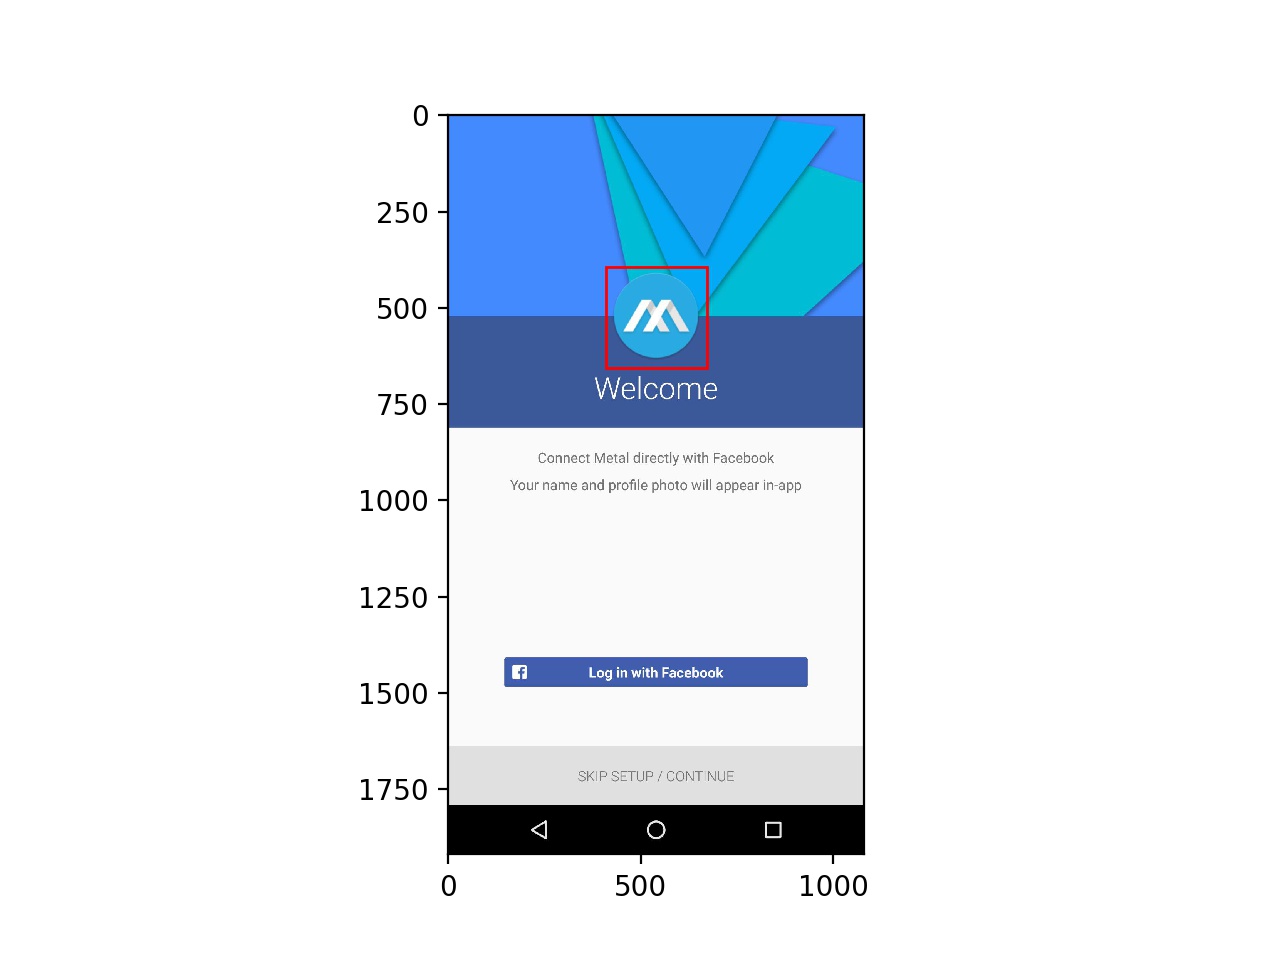 0
250
500
750
1000
1250
1500
1750
Welcome
Connect Metal directly with Facebook
Your name and profile photo will appear in-app
Log in with Facebook
SKIP SETUP / CONTINUE
0
500
1000